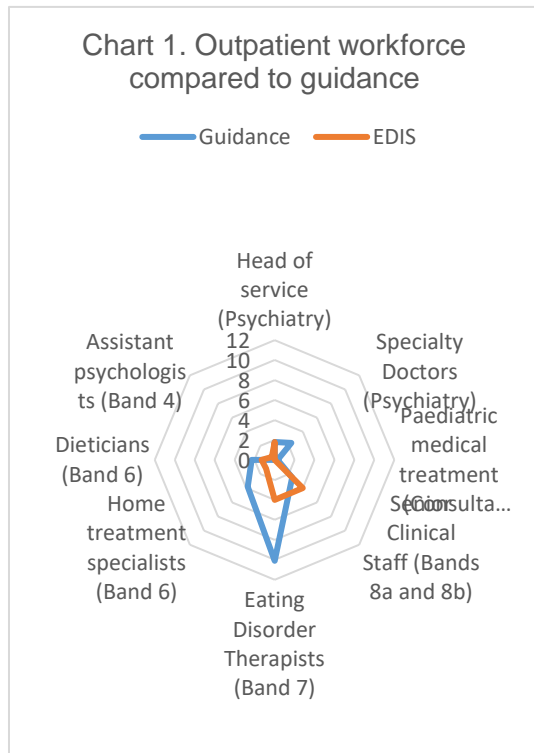 Chart 1. Outpatient workforce
compared to guidance
Guidance
EDIS
Head of
service
(Psychiatry)
Specialty
Doctors
(Psychiatry)
Paediatric
medical
treatment
(Consulta...
Senior
Clinical
Staff (Bands
8a and 8b)
Eating
Disorder
Therapists
(Band 7)
Home
treatment
specialists
(Band 6)
Dieticians
(Band 6)
Assistant
psychologis
ts (Band 4)
12
10
8
6
4
2
0